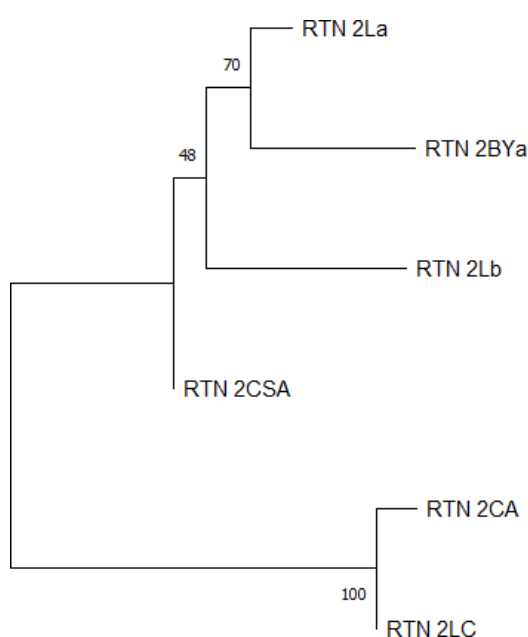 RTN 2La
70
RTN 2BYa
48
RTN 2Lb
RTN 2CSA
RTN 2CA
100
RTN 2LC